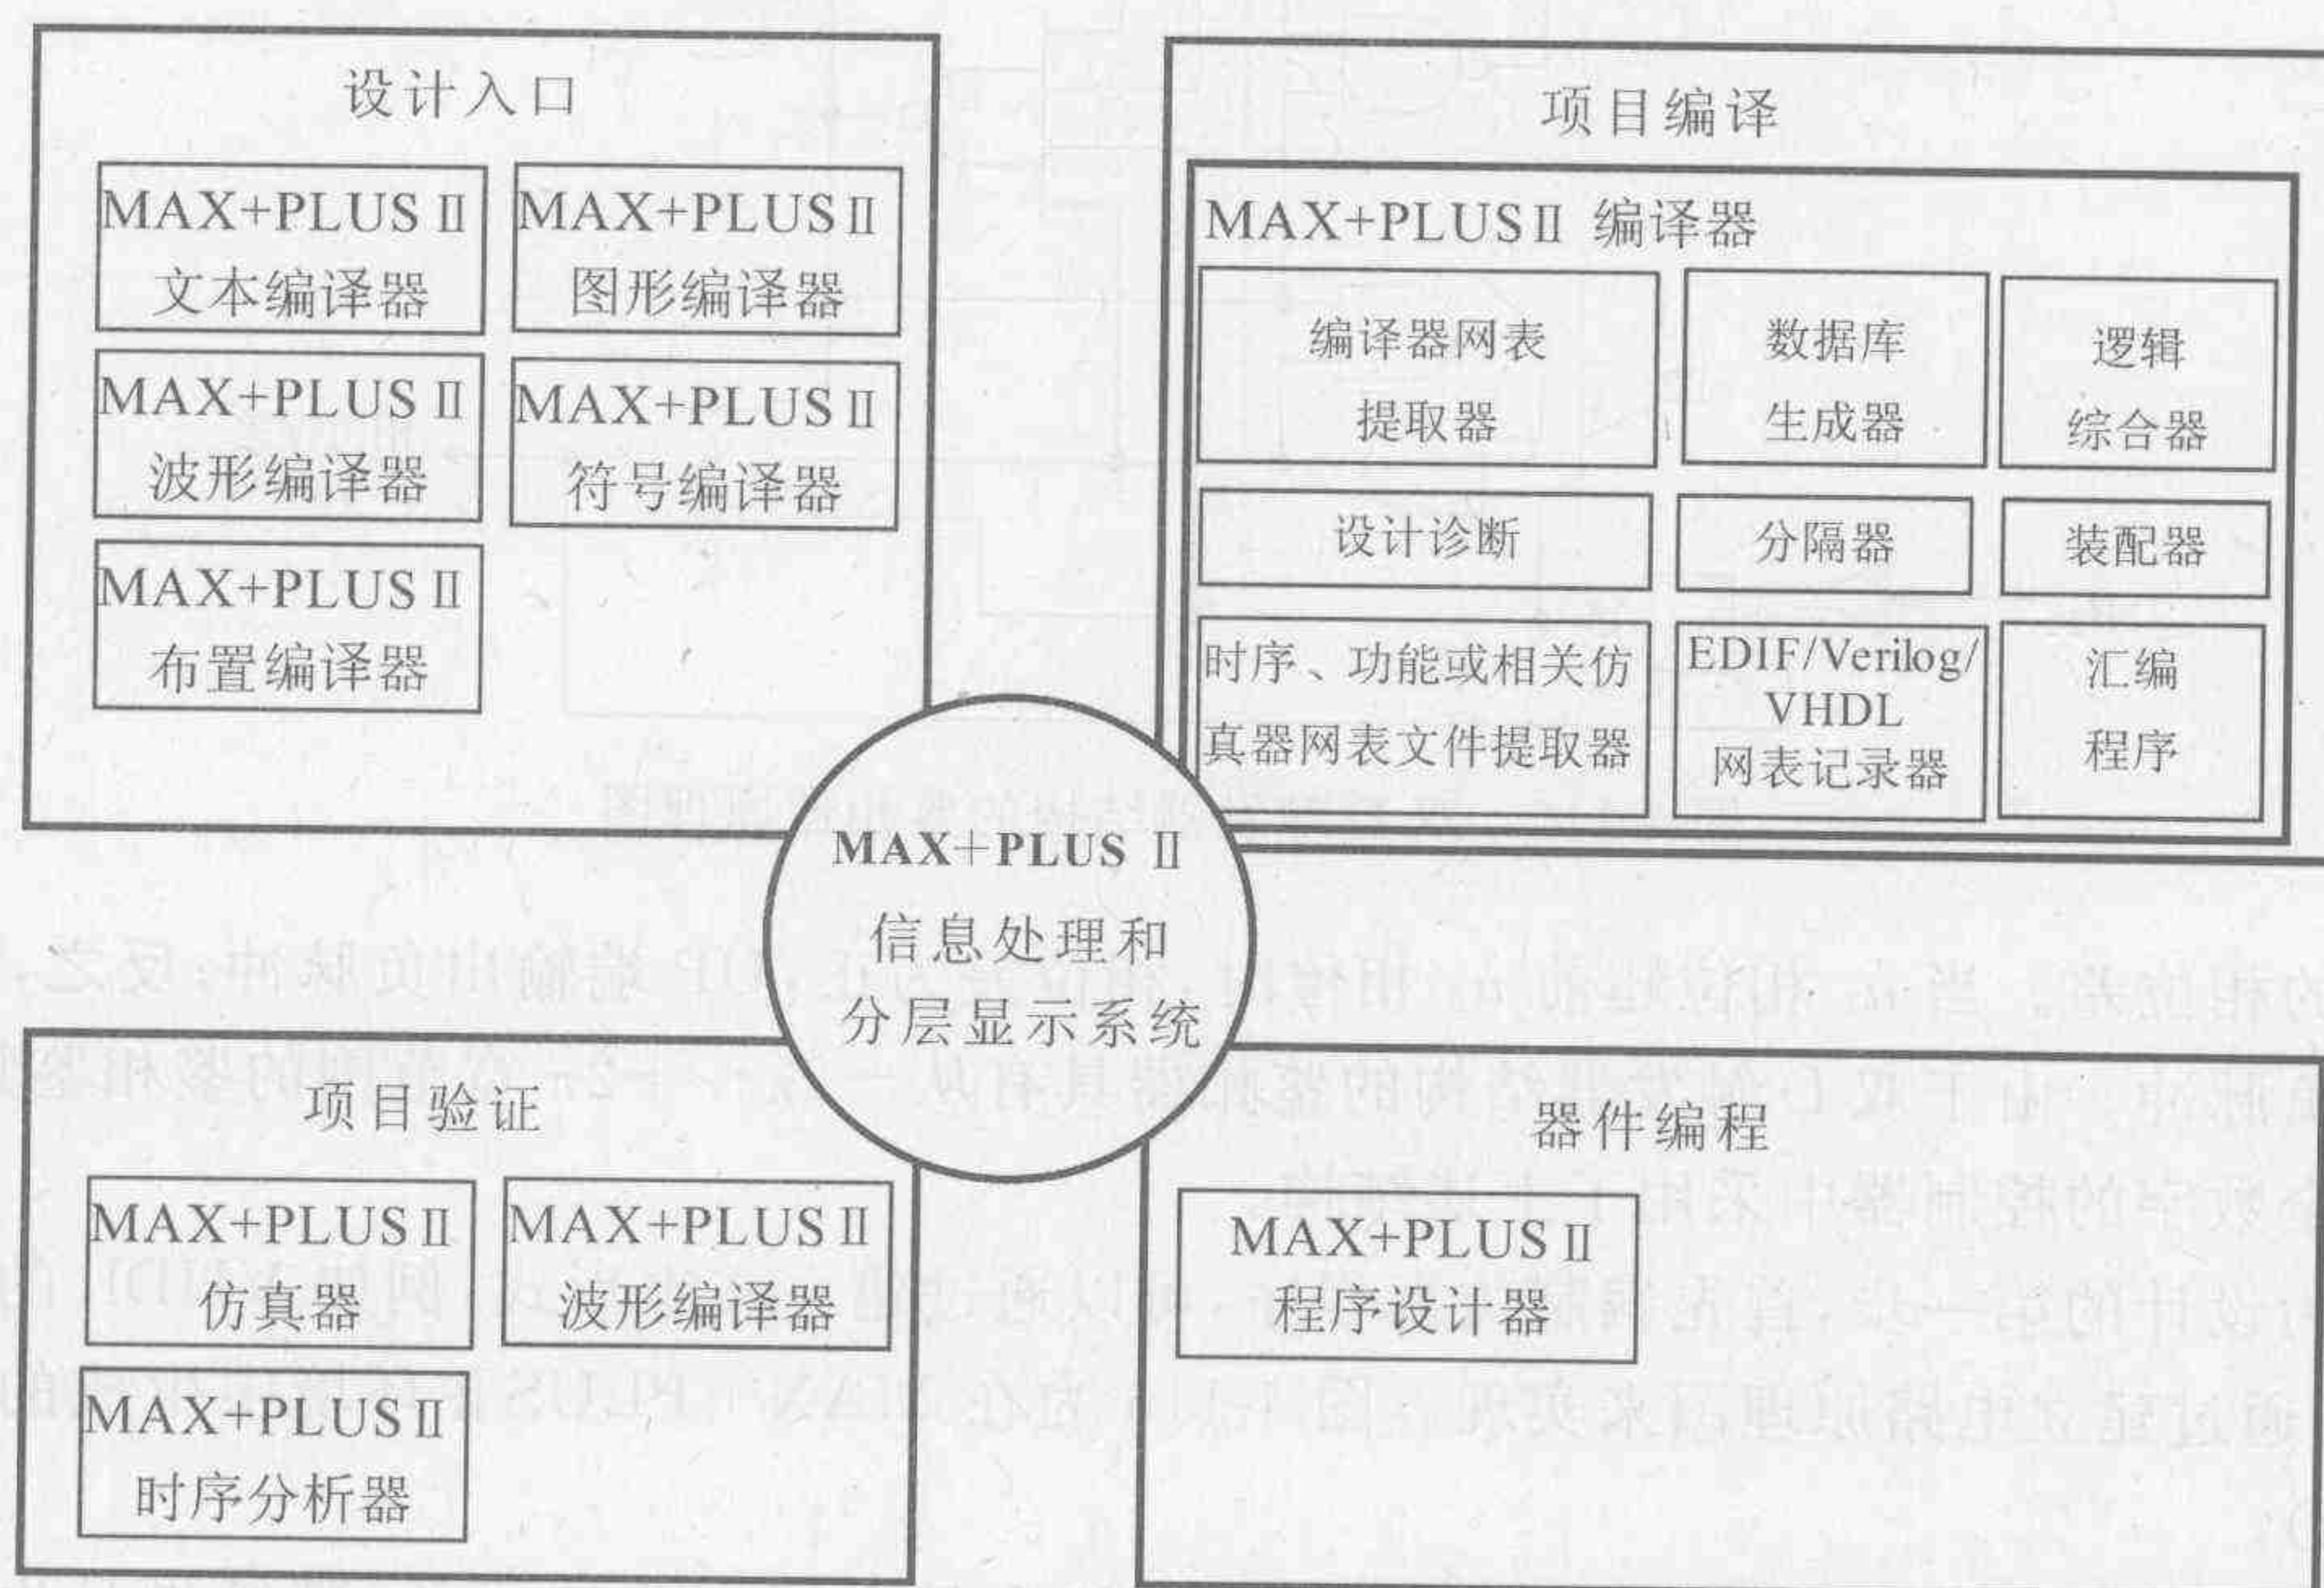 设计入口
MAX+PLUS Ⅱ
文本编译器
MAX+PLUS Ⅱ
图形编译器
MAX+PLUS Ⅱ
波形编译器
MAX+PLUS Ⅱ
符号编译器
MAX+PLUS Ⅱ
布置编译器
项目编译
MAX+PLUS Ⅱ 编译器
编译器网表
提取器
数据库
生成器
逻辑
综合器
设计诊断
分隔器
装配器
时序、功能或相关仿
真器网表文件提取器
EDIF/Verilog/
VHDL
网表记录器
汇编
程序
MAX+PLUS Ⅱ
信息处理和
分层显示系统
项目验证
MAX+PLUS Ⅱ
仿真器
MAX+PLUS Ⅱ
波形编译器
MAX+PLUS Ⅱ
时序分析器
器件编程
MAX+PLUS Ⅱ
程序设计器